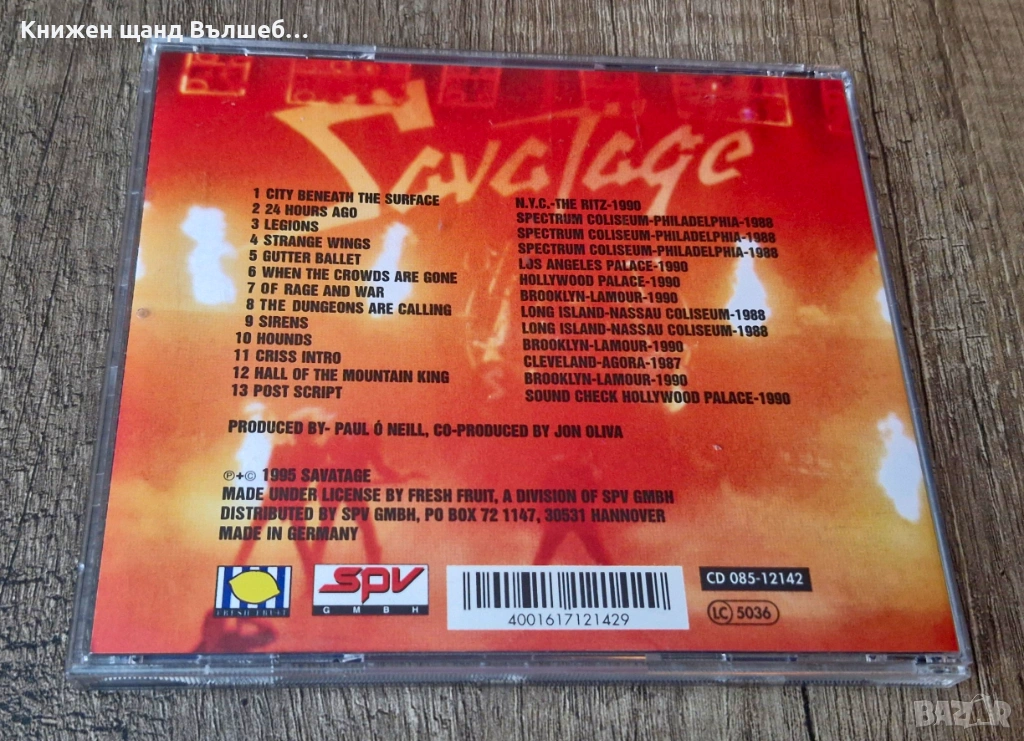 Книжен щанд Вълшеб...
Savatage
1 CITY BENEATH THE SURFACE N.Y.C.-THE RITZ-1990
2 24 HOURS AGO SPECTRUM COLISEUM-PHILADELPHIA-1988
3 LEGIONS SPECTRUM COLISEUM-PHILADELPHIA-1988
4 STRANGE WINGS SPECTRUM COLISEUM-PHILADELPHIA-1988
5 GUTTER BALLET LOS ANGELES PALACE-1990
6 WHEN THE CROWDS ARE GONE HOLLYWOOD PALACE-1990
7 OF RAGE AND WAR BROOKLYN-LAMOUR-1990
8 THE DUNGEONS ARE CALLING LONG ISLAND-NASSAU COLISEUM-1988
9 SIRENS LONG ISLAND-NASSAU COLISEUM-1988
10 HOUNDS BROOKLYN-LAMOUR-1990
11 CRISS INTRO CLEVELAND-AGORA-1987
12 HALL OF THE MOUNTAIN KING BROOKLYN-LAMOUR-1990
13 POST SCRIPT SOUND CHECK HOLLYWOOD PALACE-1990
PRODUCED BY- PAUL Ó NEILL, CO-PRODUCED BY JON OLIVA
℗+© 1995 SAVATAGE
MADE UNDER LICENSE BY FRESH FRUIT, A DIVISION OF SPV GMBH
DISTRIBUTED BY SPV GMBH, PO BOX 72 1147, 30531 HANNOVER
MADE IN GERMANY
FRESH FRUIT
SPV
GMBH
4001617121429
CD 085-12142
LC 5036
BAZAR